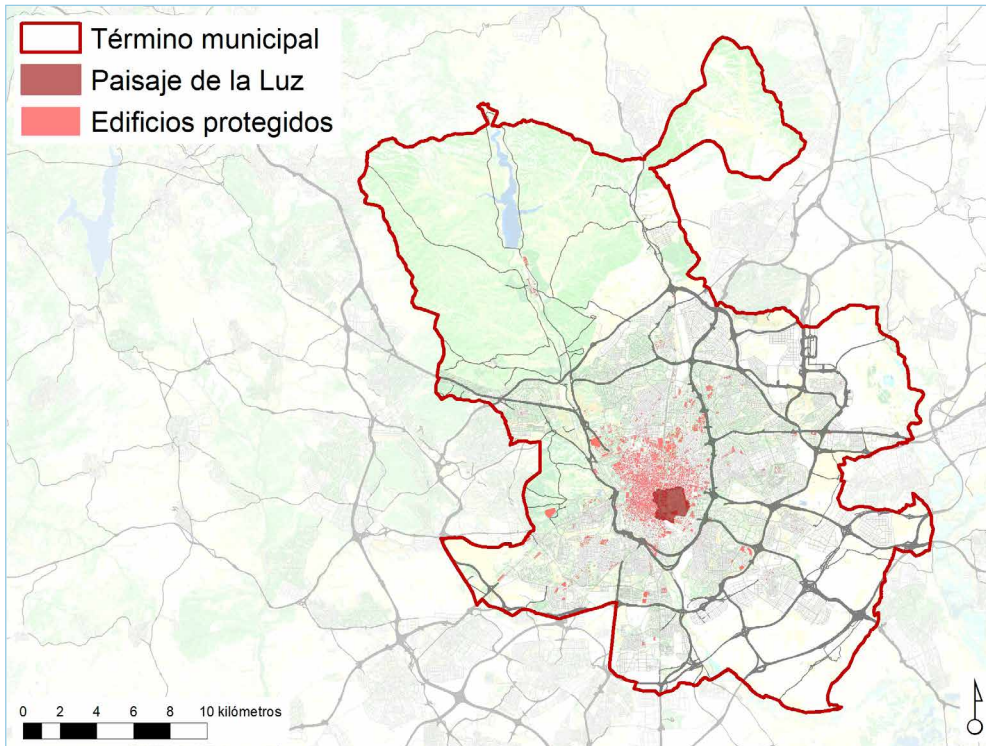 Término municipal
Paisaje de la Luz
Edificios protegidos
0 2 4 6 8 10 kilómetros